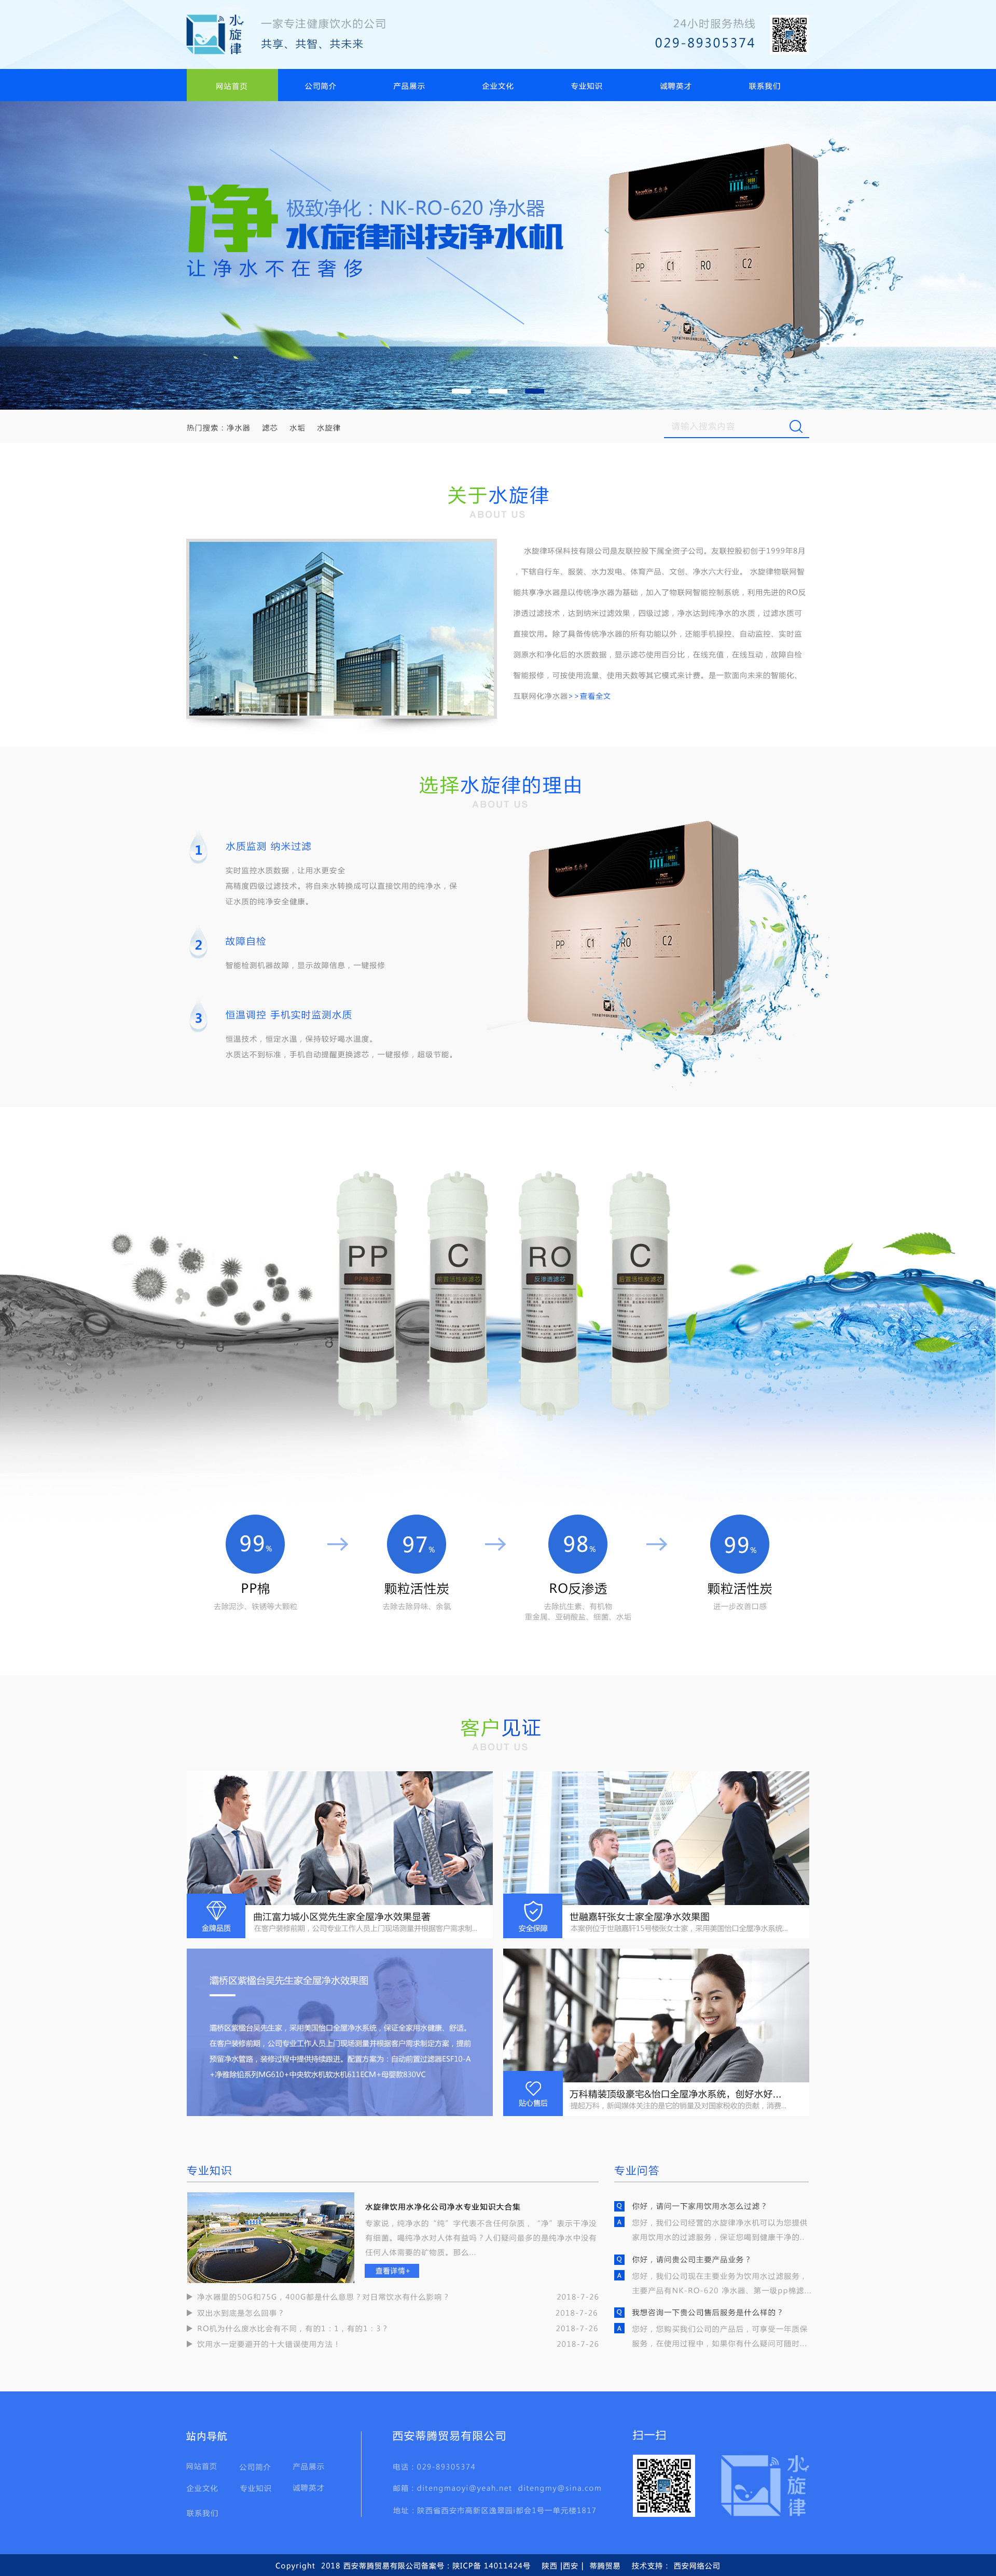 水旋律
一家专注健康饮水的公司
共享、共智、共未来
24小时服务热线
029-89305374
网站首页 公司简介 产品展示 企业文化 专业知识 诚聘英才 联系我们
净
极致净化：NK-RO-620 净水器
水旋律科技净水机
让净水不在奢侈
PP C1 RO C2
热门搜索：净水器 滤芯 水垢 水旋律
请输入搜索内容
关于水旋律
ABOUT US
水旋律环保科技有限公司是友联控股下属全资子公司。友联控股初创于1999年8月
，下辖自行车、服装、水力发电、体育产品、文创、净水六大行业。 水旋律物联网智
能共享净水器是以传统净水器为基础，加入了物联网智能控制系统，利用先进的RO反
渗透过滤技术，达到纳米过滤效果，四级过滤，净水达到纯净水的水质，过滤水质可
直接饮用。除了具备传统净水器的所有功能以外，还能手机操控、自动监控、实时监
测源水和净化后的水质数据，显示滤芯使用百分比，在线充值，在线互动，故障自检
智能报修，可按使用流量、使用天数等其它模式来计费。是一款面向未来的智能化、
互联网化净水器>>查看全文
选择水旋律的理由
ABOUT US
1 水质监测 纳米过滤
实时监控水质数据，让用水更安全
高精度四级过滤技术。将自来水转换成可以直接饮用的纯净水，保
证水质的纯净安全健康。
2 故障自检
智能检测机器故障，显示故障信息，一键报修
3 恒温调控 手机实时监测水质
恒温技术，恒定水温，保持较好喝水温度。
水质达不到标准，手机自动提醒更换滤芯，一键报修，超级节能。
PP C1 RO C2
PP C RO C
PP棉滤芯 前置活性炭滤芯 反渗透滤芯 后置活性炭滤芯
99% 97% 98% 99%
PP棉 颗粒活性炭 RO反渗透 颗粒活性炭
去除泥沙、铁锈等大颗粒 去除去除异味、余氯 去除抗生素、有机物 进一步改善口感
重金属、亚硝酸盐、细菌、水垢
客户见证
ABOUT US
金牌品质
曲江富力城小区党先生家全屋净水效果显著
在客户装修前期，公司专业工作人员上门现场测量并根据客户需求制...
安全保障
世融嘉轩张女士家全屋净水效果图
本案例位于世融嘉轩15号楼张女士家，采用美国怡口全屋净水系统...
灞桥区紫檀台吴先生家全屋净水效果图
灞桥区紫檀台吴先生家，采用美国怡口全屋净水系统，保证全家用水健康、舒适。
在客户装修前期，公司专业工作人员上门现场测量并根据客户需求制定方案，提前
预留净水管路，装修过程中提供持续跟进。配置方案为：自动前置过滤器ESF10-A
+净雅除铅系列MG610+中央软水机软水机611ECM+母婴款830VC
贴心售后
万科精装顶级豪宅&怡口全屋净水系统，创好水好...
提起万科，新闻媒体关注的是它的销量及对国家税收的贡献，消费...
专业知识
水旋律饮用水净化公司净水专业知识大合集
专家说，纯净水的“纯”字代表不含任何杂质，“净”表示干净没
有细菌。喝纯净水对人体有益吗？人们疑问最多的是纯净水中没有
任何人体需要的矿物质。那么...
查看详情+
净水器里的50G和75G，400G都是什么意思？对日常饮水有什么影响？ 2018-7-26
双出水到底是怎么回事？ 2018-7-26
RO机为什么废水比会有不同，有的1：1，有的1：3？ 2018-7-26
饮用水一定要避开的十大错误使用方法！ 2018-7-26
专业问答
Q 你好，请问一下家用饮用水怎么过滤？
A 您好，我们公司经营的水旋律净水机可以为您提供
家用饮用水的过滤服务，保证您喝到健康干净的..
Q 你好，请问贵公司主要产品业务？
A 您好，我们公司现在主要业务为饮用水过滤服务，
主要产品有NK-RO-620 净水器、第一级pp棉滤...
Q 我想咨询一下贵公司售后服务是什么样的？
A 您好，您购买我们公司的产品后，可享受一年质保
服务，在使用过程中，如果你有什么疑问可随时...
站内导航
网站首页 公司简介 产品展示
企业文化 专业知识 诚聘英才
联系我们
西安蒂腾贸易有限公司
电话：029-89305374
邮箱：ditengmaoyi@yeah.net ditengmy@sina.com
地址：陕西省西安市高新区逸翠园i都会1号一单元楼1817
扫一扫
水旋律
Copyright 2018 西安蒂腾贸易有限公司备案号：陕ICP备 14011424号 陕西 |西安 | 蒂腾贸易 技术支持： 西安网络公司